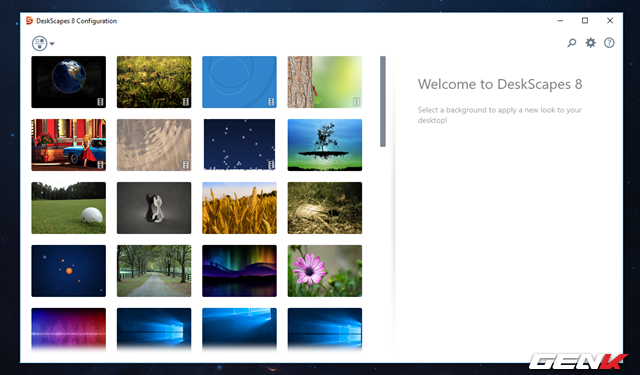 DeskScapes 8 Configuration
Welcome to DeskScapes 8
Select a background to apply a new look to your
desktop!
GENK